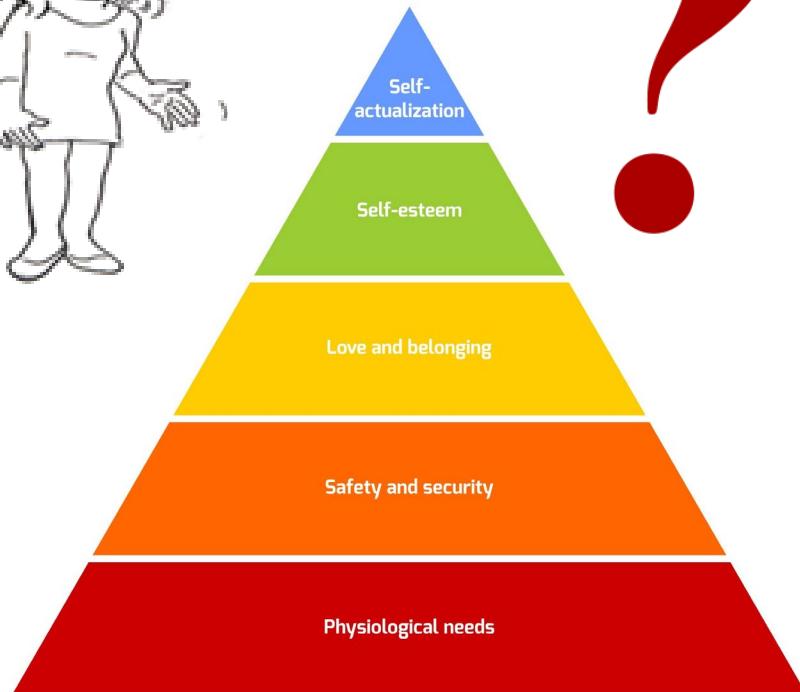 Self-
actualization
Self-esteem
Love and belonging
Safety and security
Physiological needs